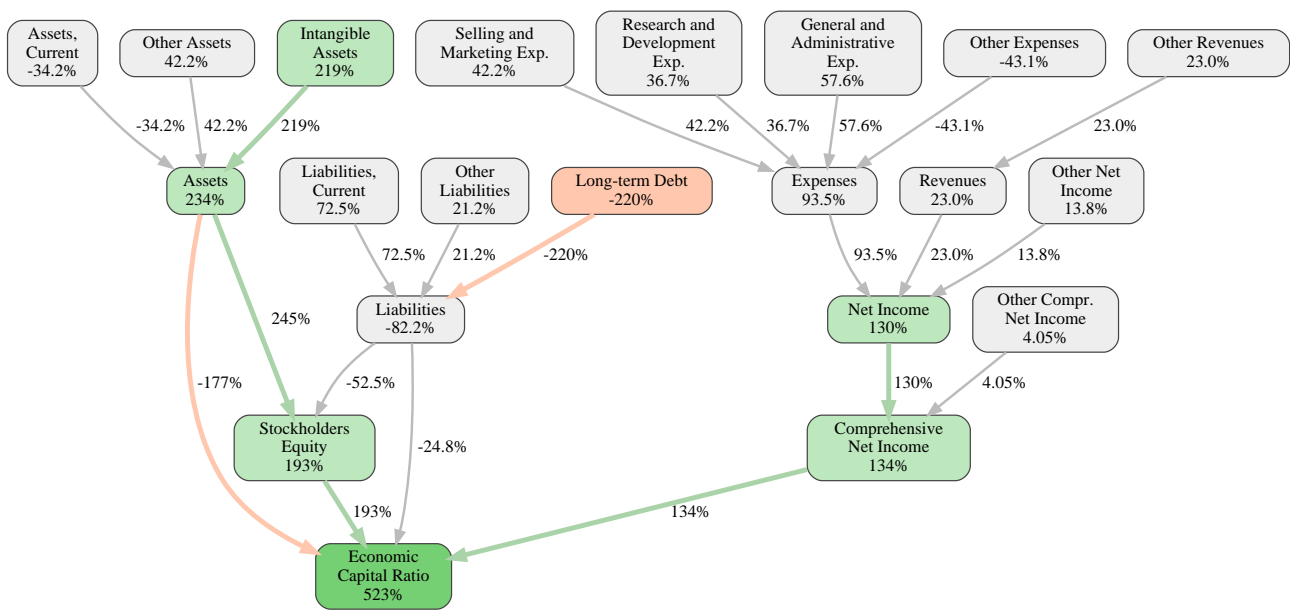 Assets,
Current
-34.2%
Other Assets
42.2%
Intangible
Assets
219%
Selling and
Marketing Exp.
42.2%
Research and
Development
Exp.
36.7%
General and
Administrative
Exp.
57.6%
Other Expenses
-43.1%
Other Revenues
23.0%
-34.2%
42.2%
219%
42.2%
36.7%
57.6%
-43.1%
23.0%
Assets
234%
Liabilities,
Current
72.5%
Other
Liabilities
21.2%
Long-term Debt
-220%
Expenses
93.5%
Revenues
23.0%
Other Net
Income
13.8%
72.5%
21.2%
-220%
93.5%
23.0%
13.8%
245%
Liabilities
-82.2%
Net Income
130%
Other Compr.
Net Income
4.05%
-177%
-52.5%
130%
4.05%
Stockholders
Equity
193%
-24.8%
Comprehensive
Net Income
134%
193%
134%
Economic
Capital Ratio
523%